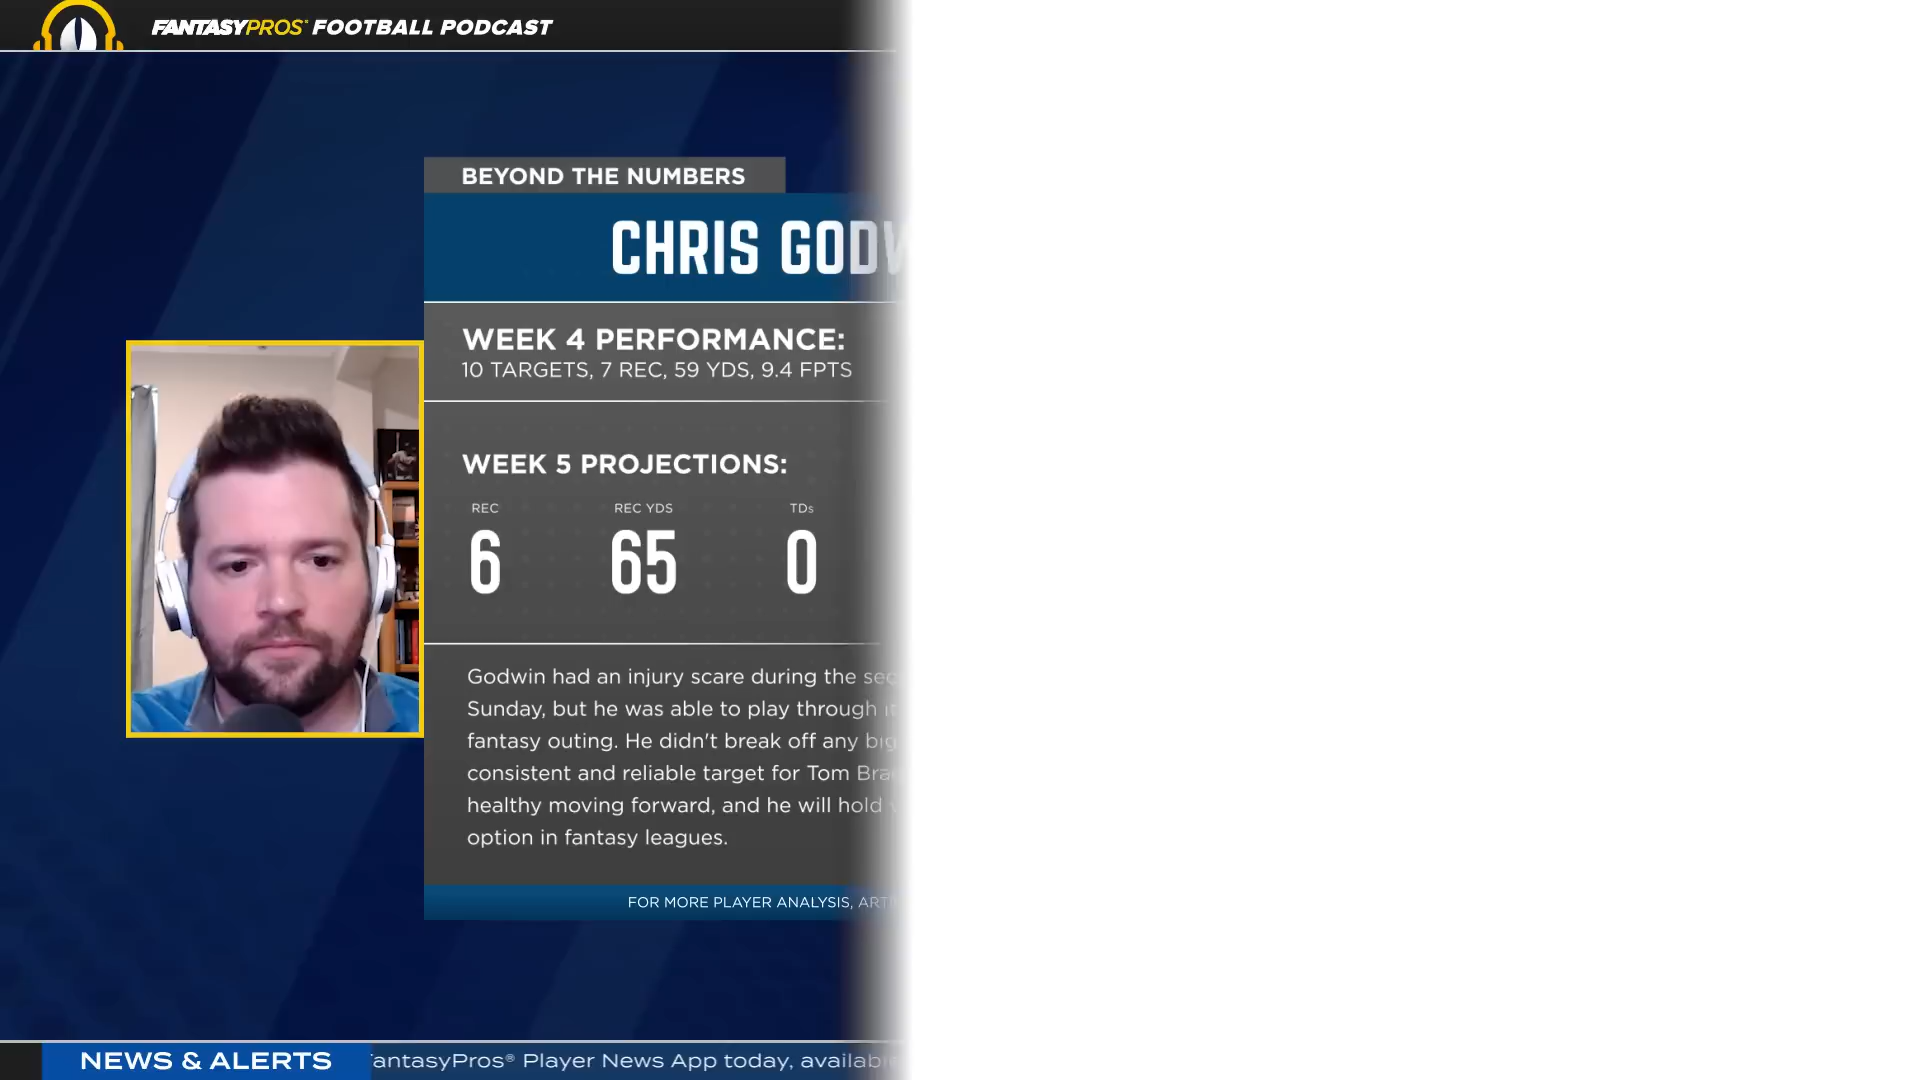 FANTASYPROS® FOOTBALL PODCAST
BEYOND THE NUMBERS
CHRIS
WEEK 4 PERFORMANCE:
10 TARGETS, 7 REC, 59 YDS, 9.4 FPTS
WEEK 5 PROJECTIONS:
REC REC YDS TDs
6 65 0
Godwin had an injury scare during the
Sunday, but he was able to play through it
fantasy outing. He didn't break off any big
consistent and reliable target for Tom
healthy moving forward, and he will hold
option in fantasy leagues.
FOR MORE PLAYER ANALYSIS,
NEWS & ALERTS
FantasyPros® Player News App today,